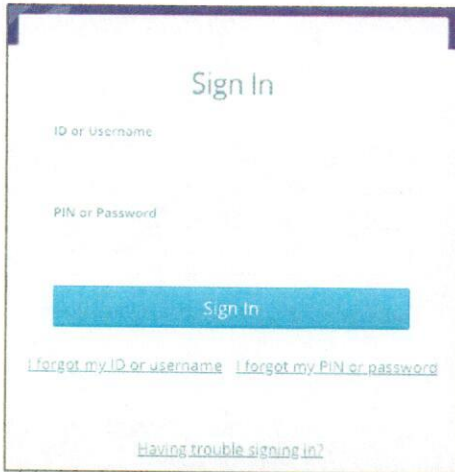 Sign In
ID or Username
PIN or Password
Sign In
I forgot my ID or username I forgot my PIN or password
Having trouble signing in?